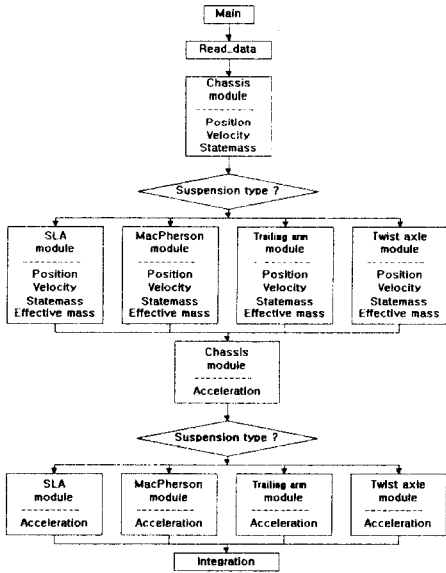 Main
Read_data
Chassis
module
Position
Velocity
Statemass
Suspension type ?
SLA
module
Position
Velocity
Statemass
Effective mass
MacPherson
module
Position
Velocity
Statemass
Effective mass
Trailing arm
module
Position
Velocity
Statemass
Effective mass
Twist axle
module
Position
Velocity
Statemass
Effective mass
Chassis
module
Acceleration
Suspension type ?
SLA
module
Acceleration
MacPherson
module
Acceleration
Trailing arm
module
Acceleration
Twist axle
module
Acceleration
Integration